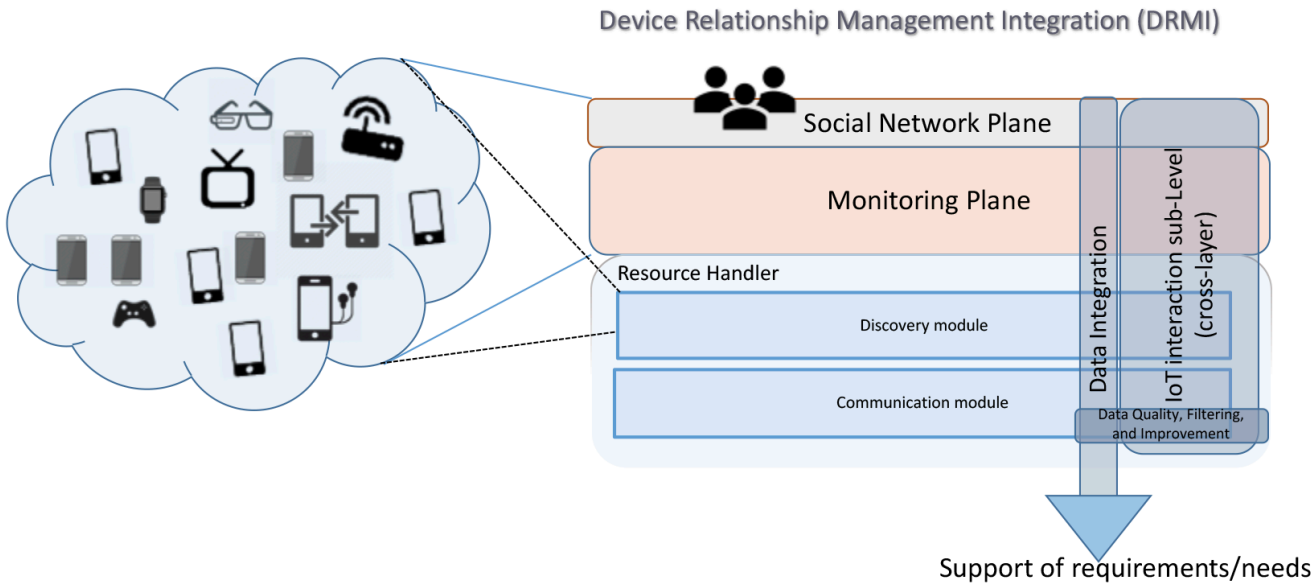 Device Relationship Management Integration (DRMI)
Social Network Plane
Monitoring Plane
Resource Handler
Discovery module
Communication module
Data Integration
IoT interaction sub-Level
(cross-layer)
Data Quality, Filtering,
and Improvement
Support of requirements/needs